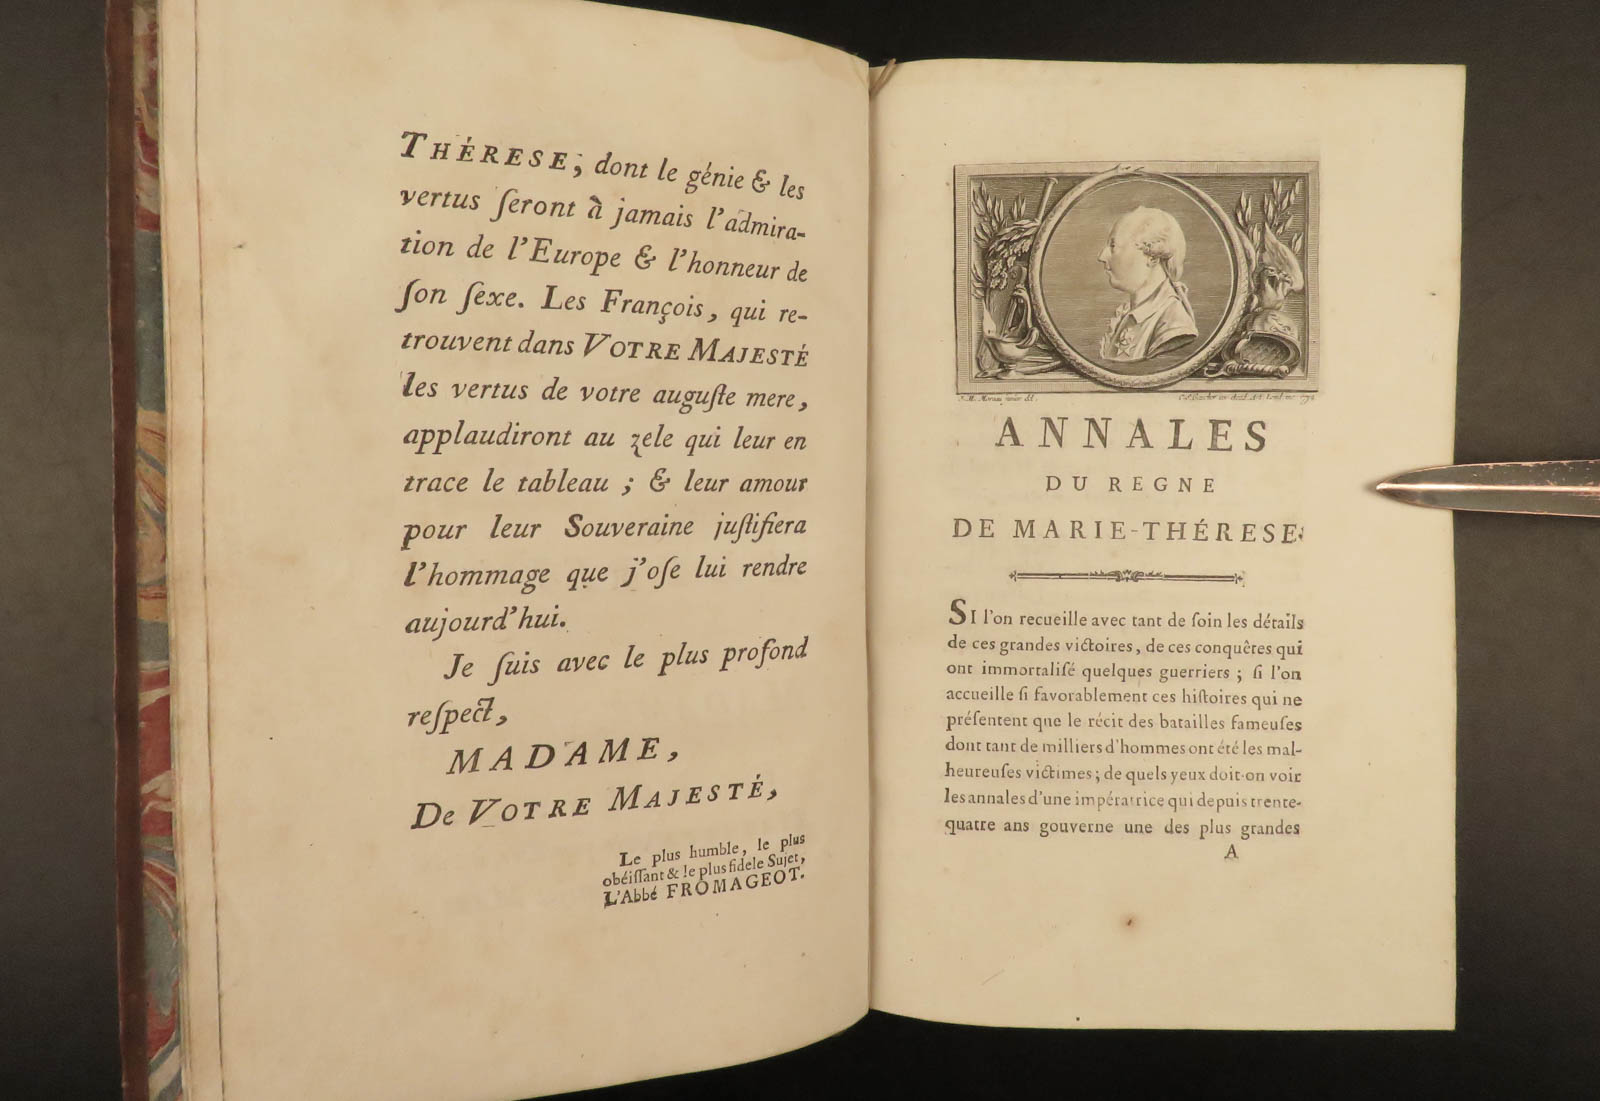 THÉRESE, dont le génie & les
vertus ſeront à jamais l'admira-
tion de l'Europe & l'honneur de
ſon ſexe. Les François, qui re-
trouvent dans VOTRE MAJESTÉ
les vertus de votre auguſte mere,
applaudiront au zele qui leur en
trace le tableau ; & leur amour
pour leur Souveraine juſtifiera
l'hommage que j'oſe lui rendre
aujourd'hui.
Je ſuis avec le plus profond
reſpect,
MADAME,
De VOTRE MAJESTÉ,
Le plus humble, le plus
obéiſſant & le plus fidele Sujet,
L'Abbé FROMAGEOT.
J. M. Moreau junior del.
ANNALES
DU REGNE
DE MARIE-THÉRESE.
SI l'on recueille avec tant de ſoin les détails
de ces grandes victoires, de ces conquêtes qui
ont immortaliſé quelques guerriers ; ſi l'on
accueille ſi favorablement ces hiſtoires qui ne
préſentent que le récit des batailles fameuſes
dont tant de milliers d'hommes ont été les mal-
heureuſes victimes ; de quels yeux doit-on voir
les annales d'une impératrice qui depuis trente-
quatre ans gouverne une des plus grandes
A